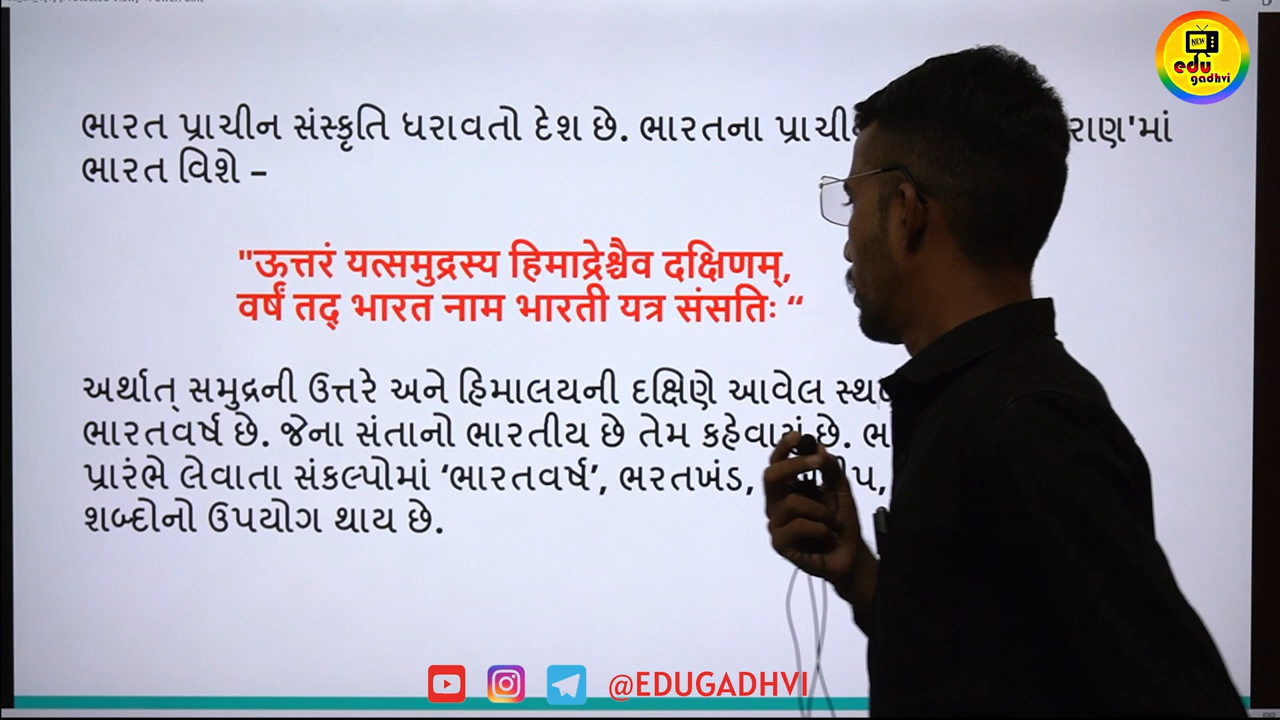 NEW
edu
gadhvi
ભારત પ્રાચીન સંસ્કૃતિ ધરાવતો દેશ છે. ભારતના
ભારત વિશે –
"ऊत्तरं यत्समुद्रस्य हिमाद्रेश्चैव दक्षिणम्,
वर्षं तद् भारत नाम भारती यत्र संसतिः “
અર્થાત્ સમુદ્રની ઉત્તરે અને હિમાલયની દક્ષિણે આવેલ
ભારતવર્ષ છે. જેના સંતાનો ભારતીય છે તેમ કહેવાયું છે.
પ્રારંભે લેવાતા સંકલ્પોમાં ‘ભારતવર્ષ’, ભરતખંડ,
શબ્દોનો ઉપયોગ થાય છે.
@EDUGADHVI